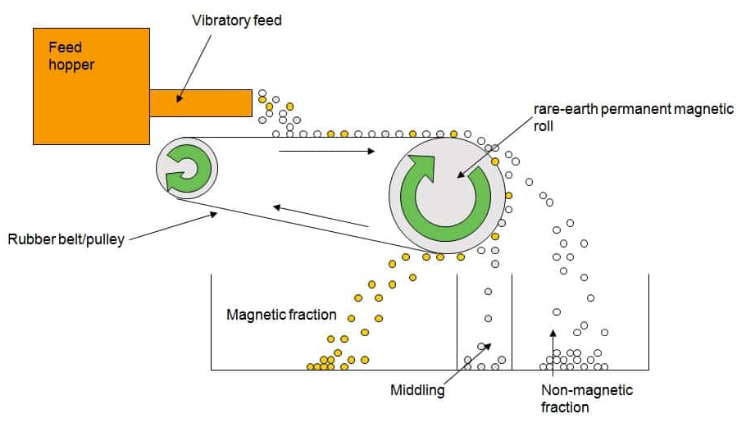 Vibratory feed
Feed
hopper
rare-earth permanent magnetic
roll
Rubber belt/pulley
Magnetic fraction
Middling
Non-magnetic
fraction